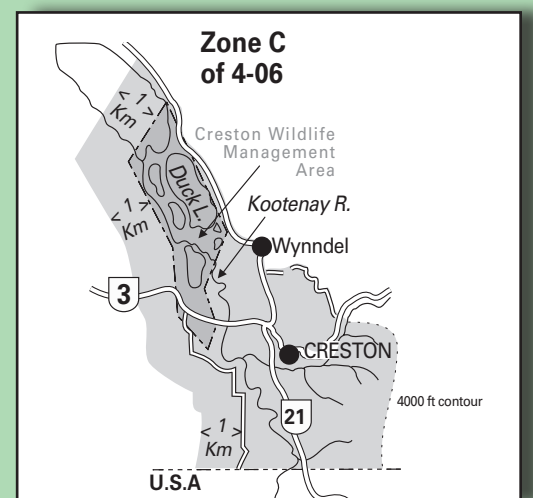 Zone C
of 4-06
< 1 >
Km
Creston Wildlife
Management
Area
Duck L.
Kootenay R.
< 1 >
Km
Wynndel
3
CRESTON
4000 ft contour
21
< 1 >
Km
U.S.A